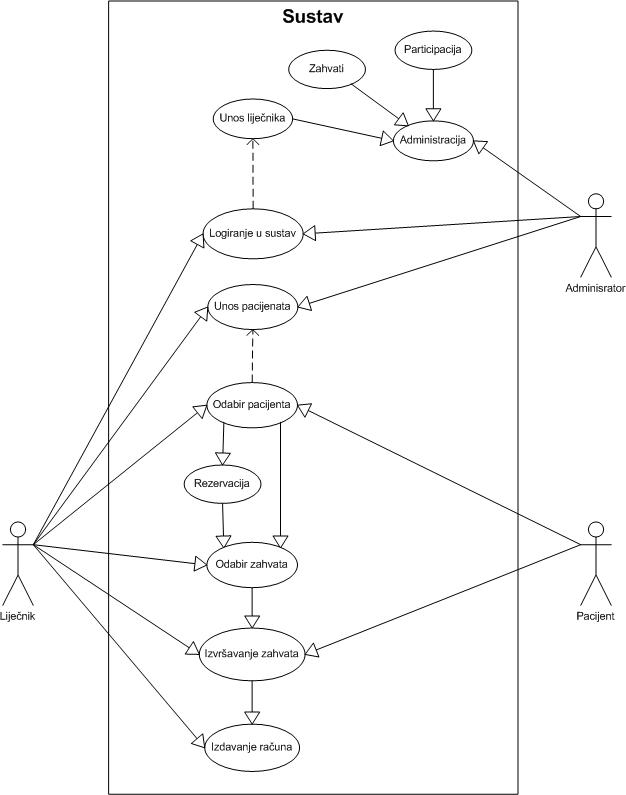 Sustav
Participacija
Zahvati
Unos liječnika
Administracija
Logiranje u sustav
Adminisrator
Unos pacijenata
Odabir pacijenta
Rezervacija
Odabir zahvata
Liječnik
Pacijent
Izvršavanje zahvata
Izdavanje računa